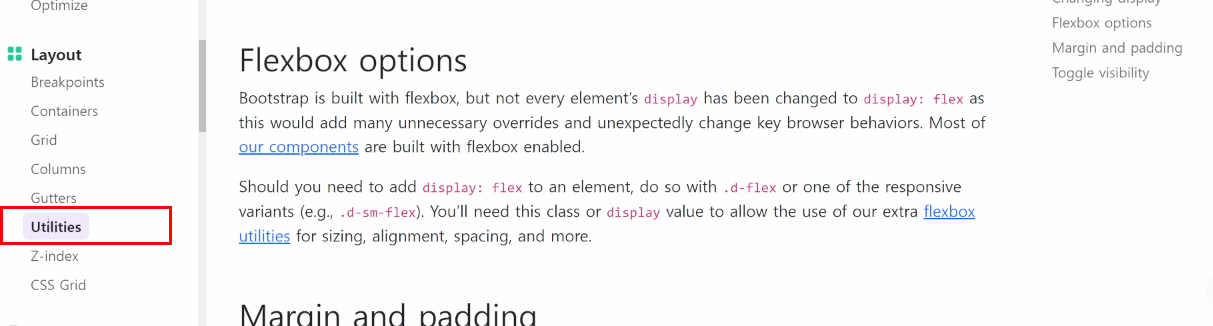 Optimize
Layout
Breakpoints
Containers
Grid
Columns
Gutters
Utilities
Z-index
CSS Grid
Flexbox options
Bootstrap is built with flexbox, but not every element's display has been changed to display: flex as
this would add many unnecessary overrides and unexpectedly change key browser behaviors. Most of
our components are built with flexbox enabled.
Should you need to add display: flex to an element, do so with .d-flex or one of the responsive
variants (e.g., .d-sm-flex). You'll need this class or display value to allow the use of our extra flexbox
utilities for sizing, alignment, spacing, and more.
Margin and padding
Changing display
Flexbox options
Margin and padding
Toggle visibility